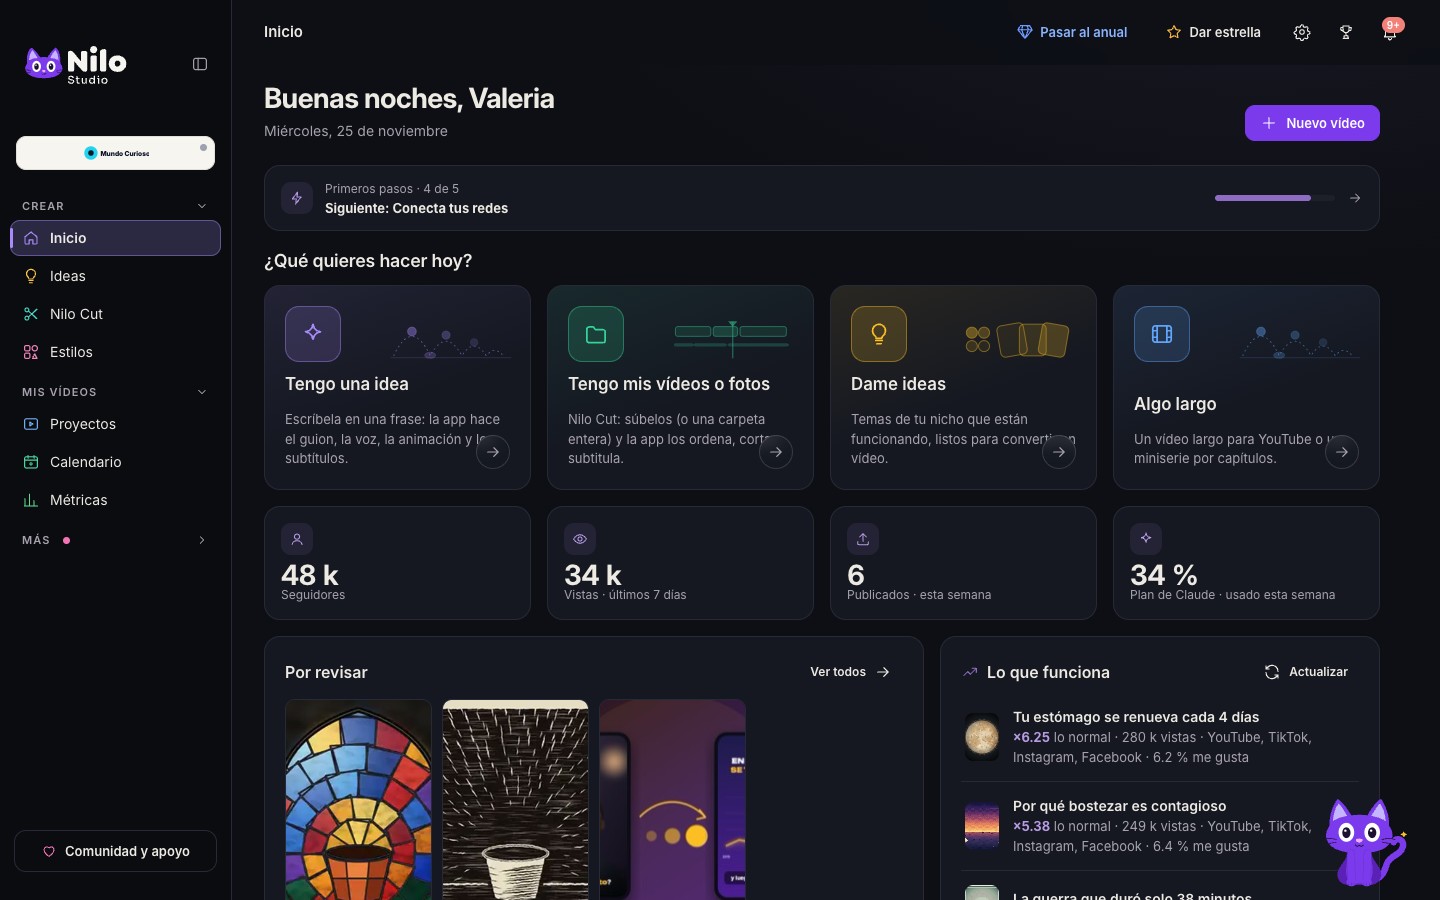 Nilo
Studio
Mundo Curioso
CREAR
Inicio
Ideas
Nilo Cut
Estilos
MIS VÍDEOS
Proyectos
Calendario
Métricas
MÁS
Comunidad y apoyo
Inicio
Pasar al anual
Dar estrella
9+
Buenas noches, Valeria
Miércoles, 25 de noviembre
Nuevo vídeo
Primeros pasos · 4 de 5
Siguiente: Conecta tus redes
¿Qué quieres hacer hoy?
Tengo una idea
Escríbela en una frase: la app hace
el guion, la voz, la animación y
subtítulos.
Tengo mis vídeos o fotos
Nilo Cut: súbelos (o una carpeta
entera) y la app los ordena,
subtitula.
Dame ideas
Temas de tu nicho que están
funcionando, listos para
vídeo.
Algo largo
Un vídeo largo para YouTube o
miniserie por capítulos.
48 k
Seguidores
34 k
Vistas · últimos 7 días
6
Publicados · esta semana
34 %
Plan de Claude · usado esta semana
Por revisar
Ver todos
EN
Lo que funciona
Actualizar
Tu estómago se renueva cada 4 días
×6.25 lo normal · 280 k vistas · YouTube, TikTok,
Instagram, Facebook · 6.2 % me gusta
Por qué bostezar es contagioso
×5.38 lo normal · 249 k vistas · YouTube, TikTok,
Instagram, Facebook · 6.4 % me gusta
La guerra que duró solo 38 minutos